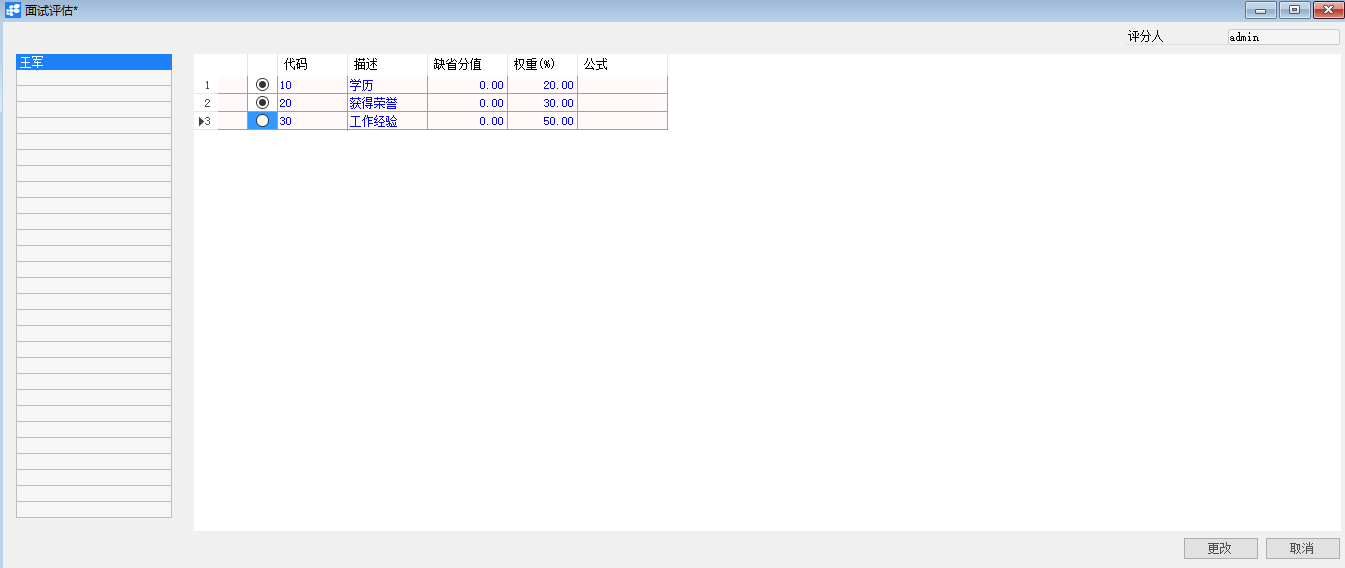 面试评估*
评分人 admin
王军
代码 描述 缺省分值 权重(%) 公式
1 10 学历 0.00 20.00
2 20 获得荣誉 0.00 30.00
3 30 工作经验 0.00 50.00
更改 取消